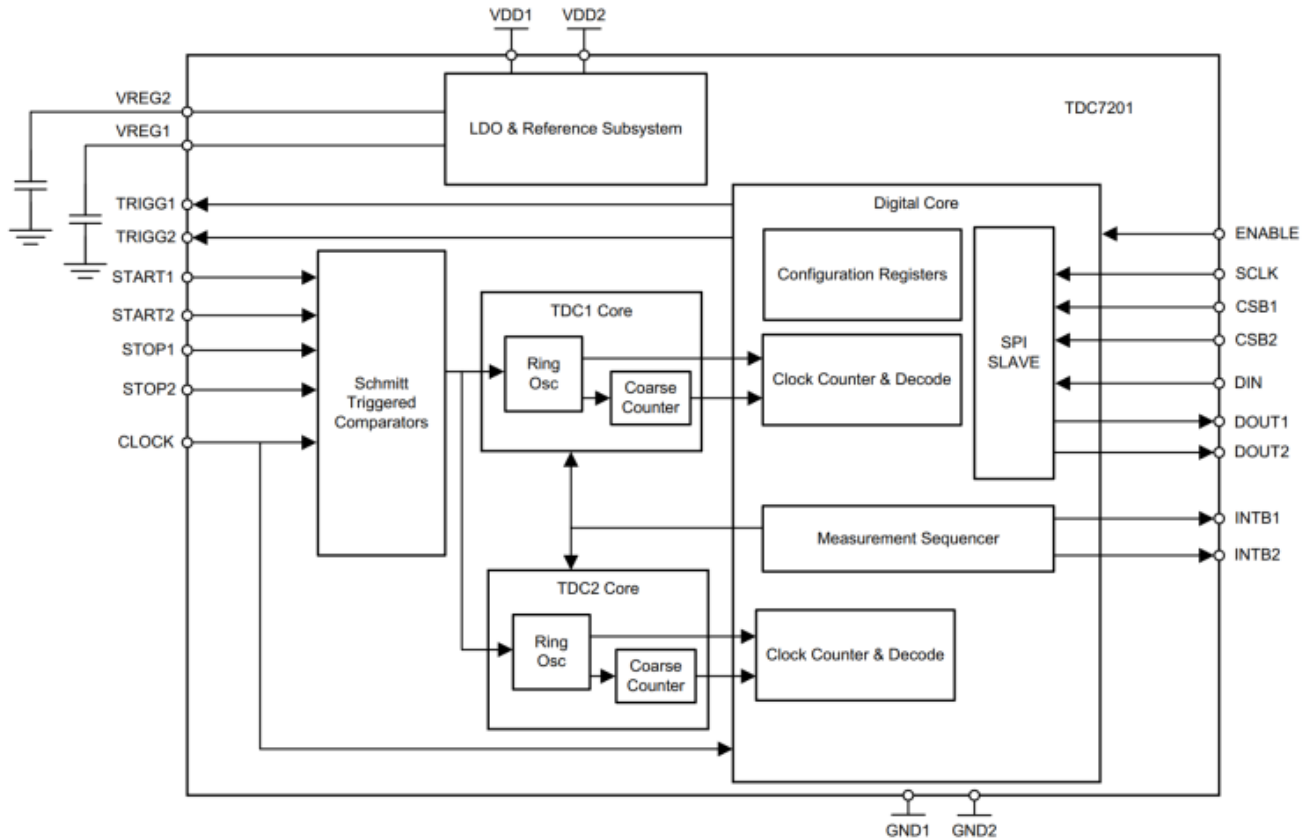 VDD1
VDD2
VREG2
VREG1
LDO & Reference Subsystem
TDC7201
TRIGG1
TRIGG2
START1
START2
STOP1
STOP2
CLOCK
Schmitt
Triggered
Comparators
TDC1 Core
Ring
Osc
Coarse
Counter
TDC2 Core
Ring
Osc
Coarse
Counter
Digital Core
Configuration Registers
Clock Counter & Decode
SPI
SLAVE
Measurement Sequencer
Clock Counter & Decode
ENABLE
SCLK
CSB1
CSB2
DIN
DOUT1
DOUT2
INTB1
INTB2
GND1
GND2